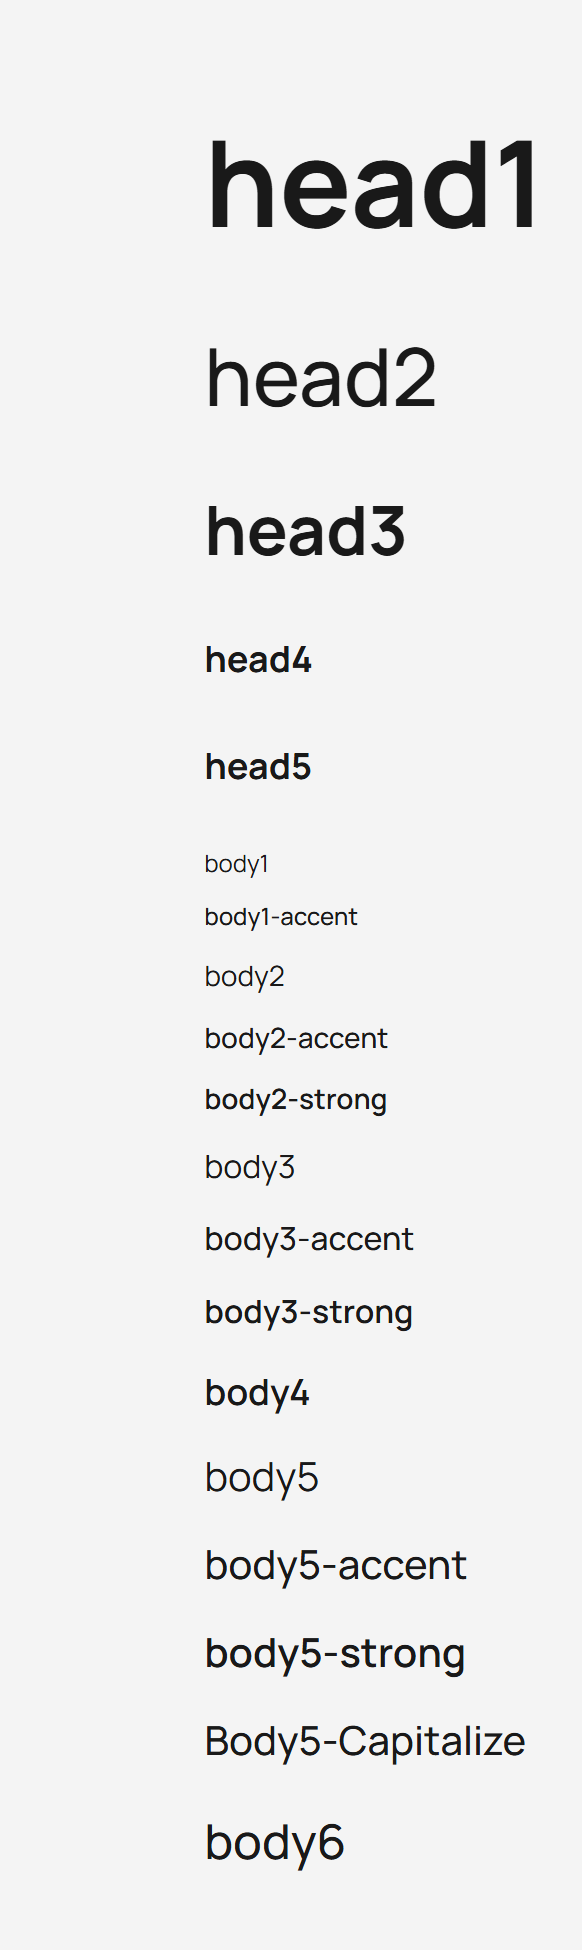 head1
head2
head3
head4
head5
body1
body1-accent
body2
body2-accent
body2-strong
body3
body3-accent
body3-strong
body4
body5
body5-accent
body5-strong
Body5-Capitalize
body6